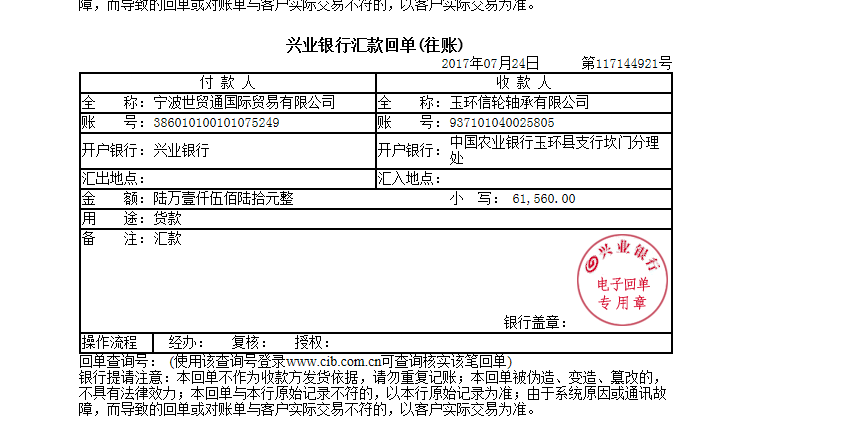 障，而导致的回单或对账单与客户实际交易不符的，以客户实际交易为准。
兴业银行汇款回单(往账)
2017年07月24日 第117144921号
付 款 人 收 款 人
全 称：宁波世贸通国际贸易有限公司 全 称：玉环信轮轴承有限公司
账 号：386010100101075249 账 号：937101040025805
开户银行：兴业银行 开户银行：中国农业银行玉环县支行坎门分理处
汇出地点： 汇入地点：
金 额：陆万壹仟伍佰陆拾元整 小 写： 61,560.00
用 途：货款
备 注：汇款
兴业银行
电子回单
专用章
银行盖章：
操作流程 经办： 复核： 授权：
回单查询号： (使用该查询号登录www.cib.com.cn可查询核实该笔回单)
银行提请注意：本回单不作为收款方发货依据，请勿重复记账；本回单被伪造、变造、篡改的，
不具有法律效力；本回单与本行原始记录不符的，以本行原始记录为准；由于系统原因或通讯故
障，而导致的回单或对账单与客户实际交易不符的，以客户实际交易为准。